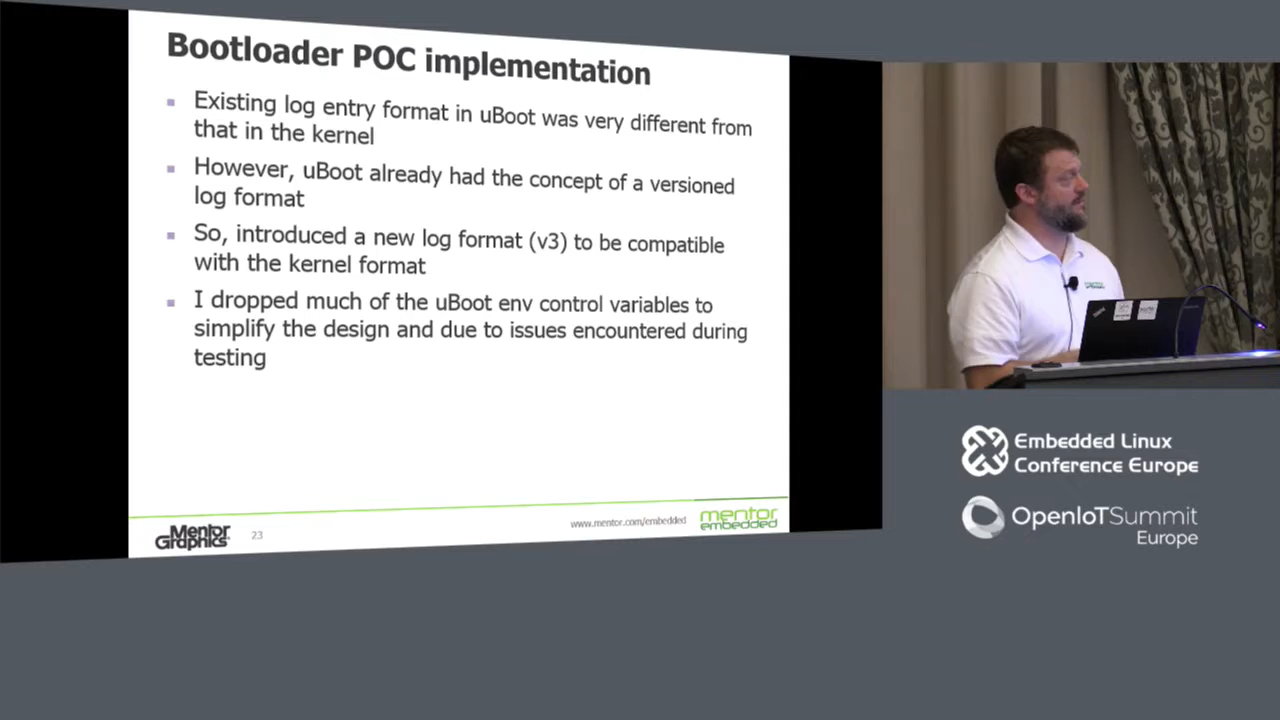 Bootloader POC implementation
Existing log entry format in uBoot was very different from
that in the kernel
However, uBoot already had the concept of a versioned
log format
So, introduced a new log format (v3) to be compatible
with the kernel format
I dropped much of the uBoot env control variables to
simplify the design and due to issues encountered during
testing
Mentor
Graphics
23
www.mentor.com/embedded
mentor
embedded
mentor
Embedded Linux
Conference Europe
OpenIoTSummit
Europe